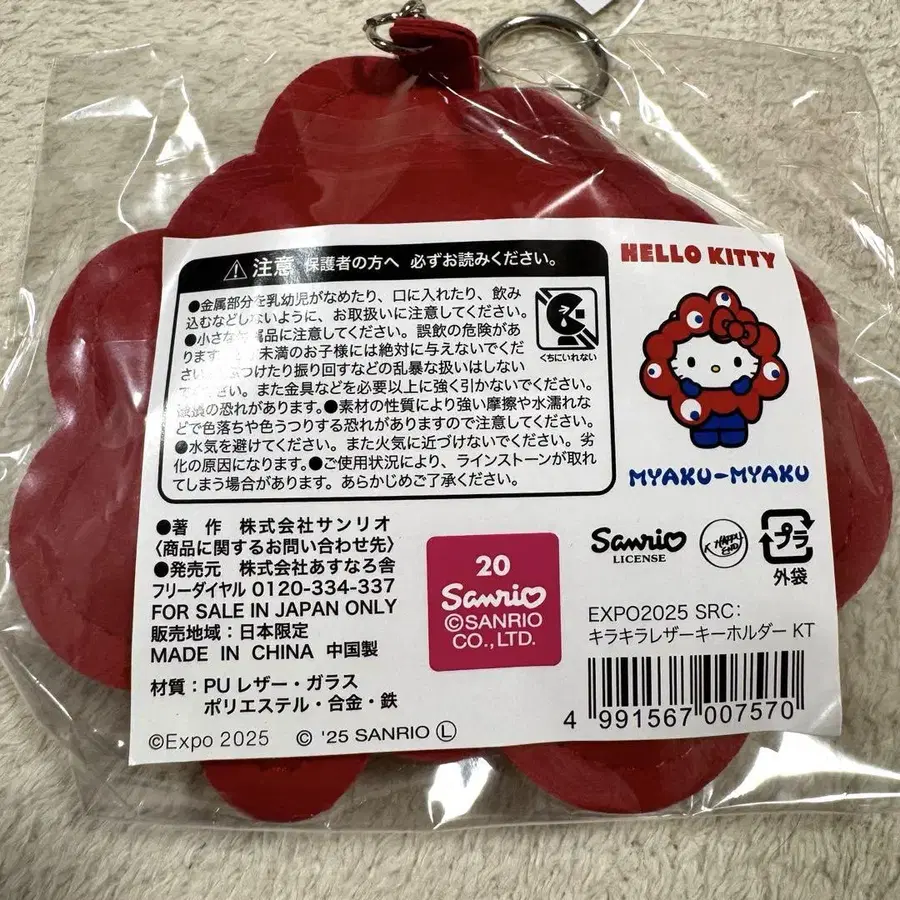 ⚠注意 保護者の方へ 必ずお読みください。
●金属部分を乳幼児がなめたり、口に入れたり、飲み
込むなどしないように、お取扱いに注意してください。
●小さな 属品に注意してください。誤飲の危険があ
ります。 未満のお子様には絶対に与えないでくだ
さい。 ぶつけたり振り回すなどの乱暴な扱いはしない
で ください。また金具などを必要以上に強く引かないでください。
破損の恐れがあります。●素材の性質により強い摩擦や水濡れな
どで色落ちや色うつりする恐れがありますので注意してください。
●水気を避けてください。また火気に近づけないでください。劣
化の原因になります。●ご使用状況により、ラインストーンが取れ
てしまう場合があります。あらかじめご了承ください。
くちにいれない
HELLO KITTY
MYAKU-MYAKU
●著 作 株式会社サンリオ
〈商品に関するお問い合わせ先〉
●発売元 株式会社あすなろ舎
フリーダイヤル 0120-334-337
FOR SALE IN JAPAN ONLY
販売地域：日本限定
MADE IN CHINA 中国製
材質：PUレザー・ガラス
ポリエステル・合金・鉄
©Expo 2025 © '25 SANRIO Ⓛ
20
Sanrio
©SANRIO
CO.,LTD.
Sanrio
LICENSE
HAPPY
END
プラ
外袋
EXPO2025 SRC:
キラキラレザーキーホルダー KT
4 991567 007570